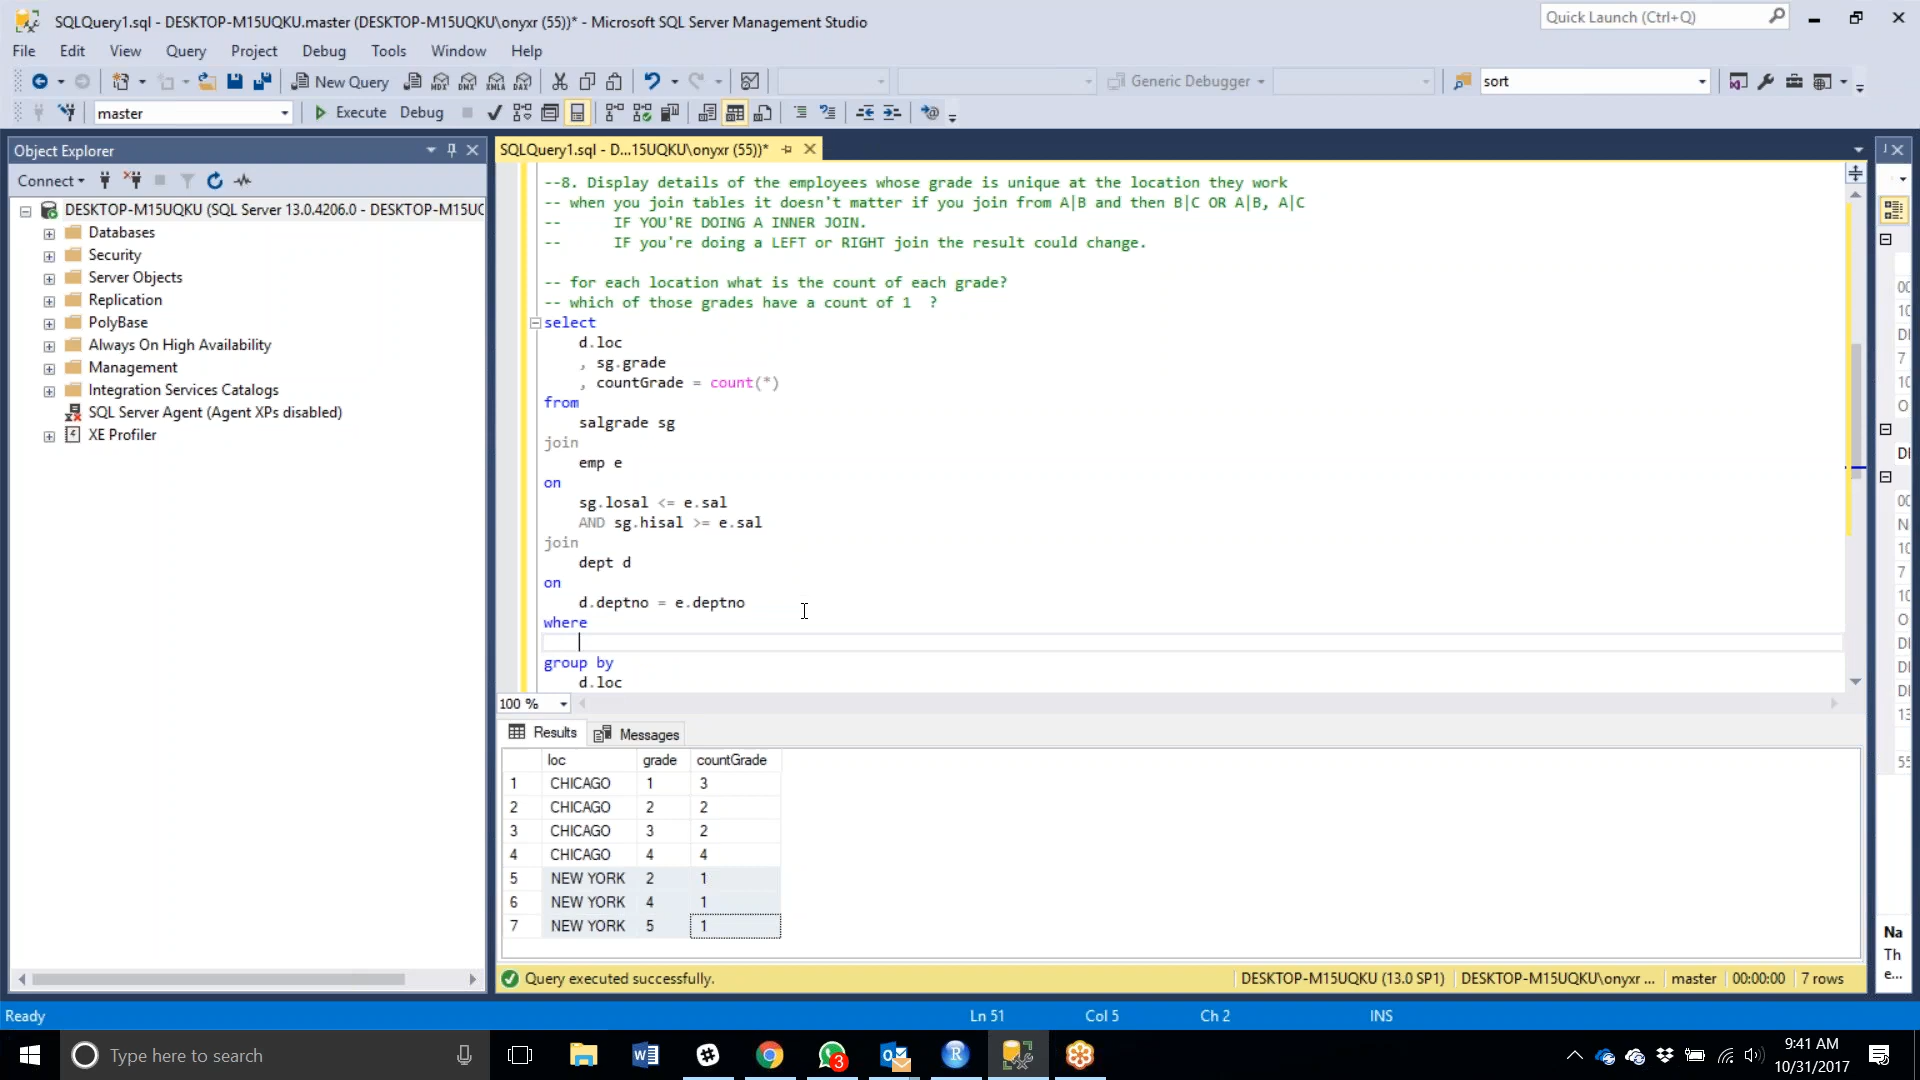 SQLQuery1.sql - DESKTOP-M15UQKU.master (DESKTOP-M15UQKU\onyxr (55))* - Microsoft SQL Server Management Studio
Quick Launch (Ctrl+Q)
File Edit View Query Project Debug Tools Window Help
New Query MDX DMX XMLA DAX Generic Debugger sort
master Execute Debug
Object Explorer
SQLQuery1.sql - D...15UQKU\onyxr (55))*
Connect
DESKTOP-M15UQKU (SQL Server 13.0.4206.0 - DESKTOP-M15UC
Databases
Security
Server Objects
Replication
PolyBase
Always On High Availability
Management
Integration Services Catalogs
SQL Server Agent (Agent XPs disabled)
XE Profiler
--8. Display details of the employees whose grade is unique at the location they work
-- when you join tables it doesn't matter if you join from A|B and then B|C OR A|B, A|C
-- IF YOU'RE DOING A INNER JOIN.
-- IF you're doing a LEFT or RIGHT join the result could change.
-- for each location what is the count of each grade?
-- which of those grades have a count of 1 ?
select
d.loc
, sg.grade
, countGrade = count(*)
from
salgrade sg
join
emp e
on
sg.losal <= e.sal
AND sg.hisal >= e.sal
join
dept d
on
d.deptno = e.deptno
where
group by
d.loc
100 %
Results Messages
loc grade countGrade
1 CHICAGO 1 3
2 CHICAGO 2 2
3 CHICAGO 3 2
4 CHICAGO 4 4
5 NEW YORK 2 1
6 NEW YORK 4 1
7 NEW YORK 5 1
Query executed successfully. DESKTOP-M15UQKU (13.0 SP1) DESKTOP-M15UQKU\onyxr ... master 00:00:00 7 rows
Na
Th
e...
Ready Ln 51 Col 5 Ch 2 INS
Type here to search
3
9:41 AM
10/31/2017